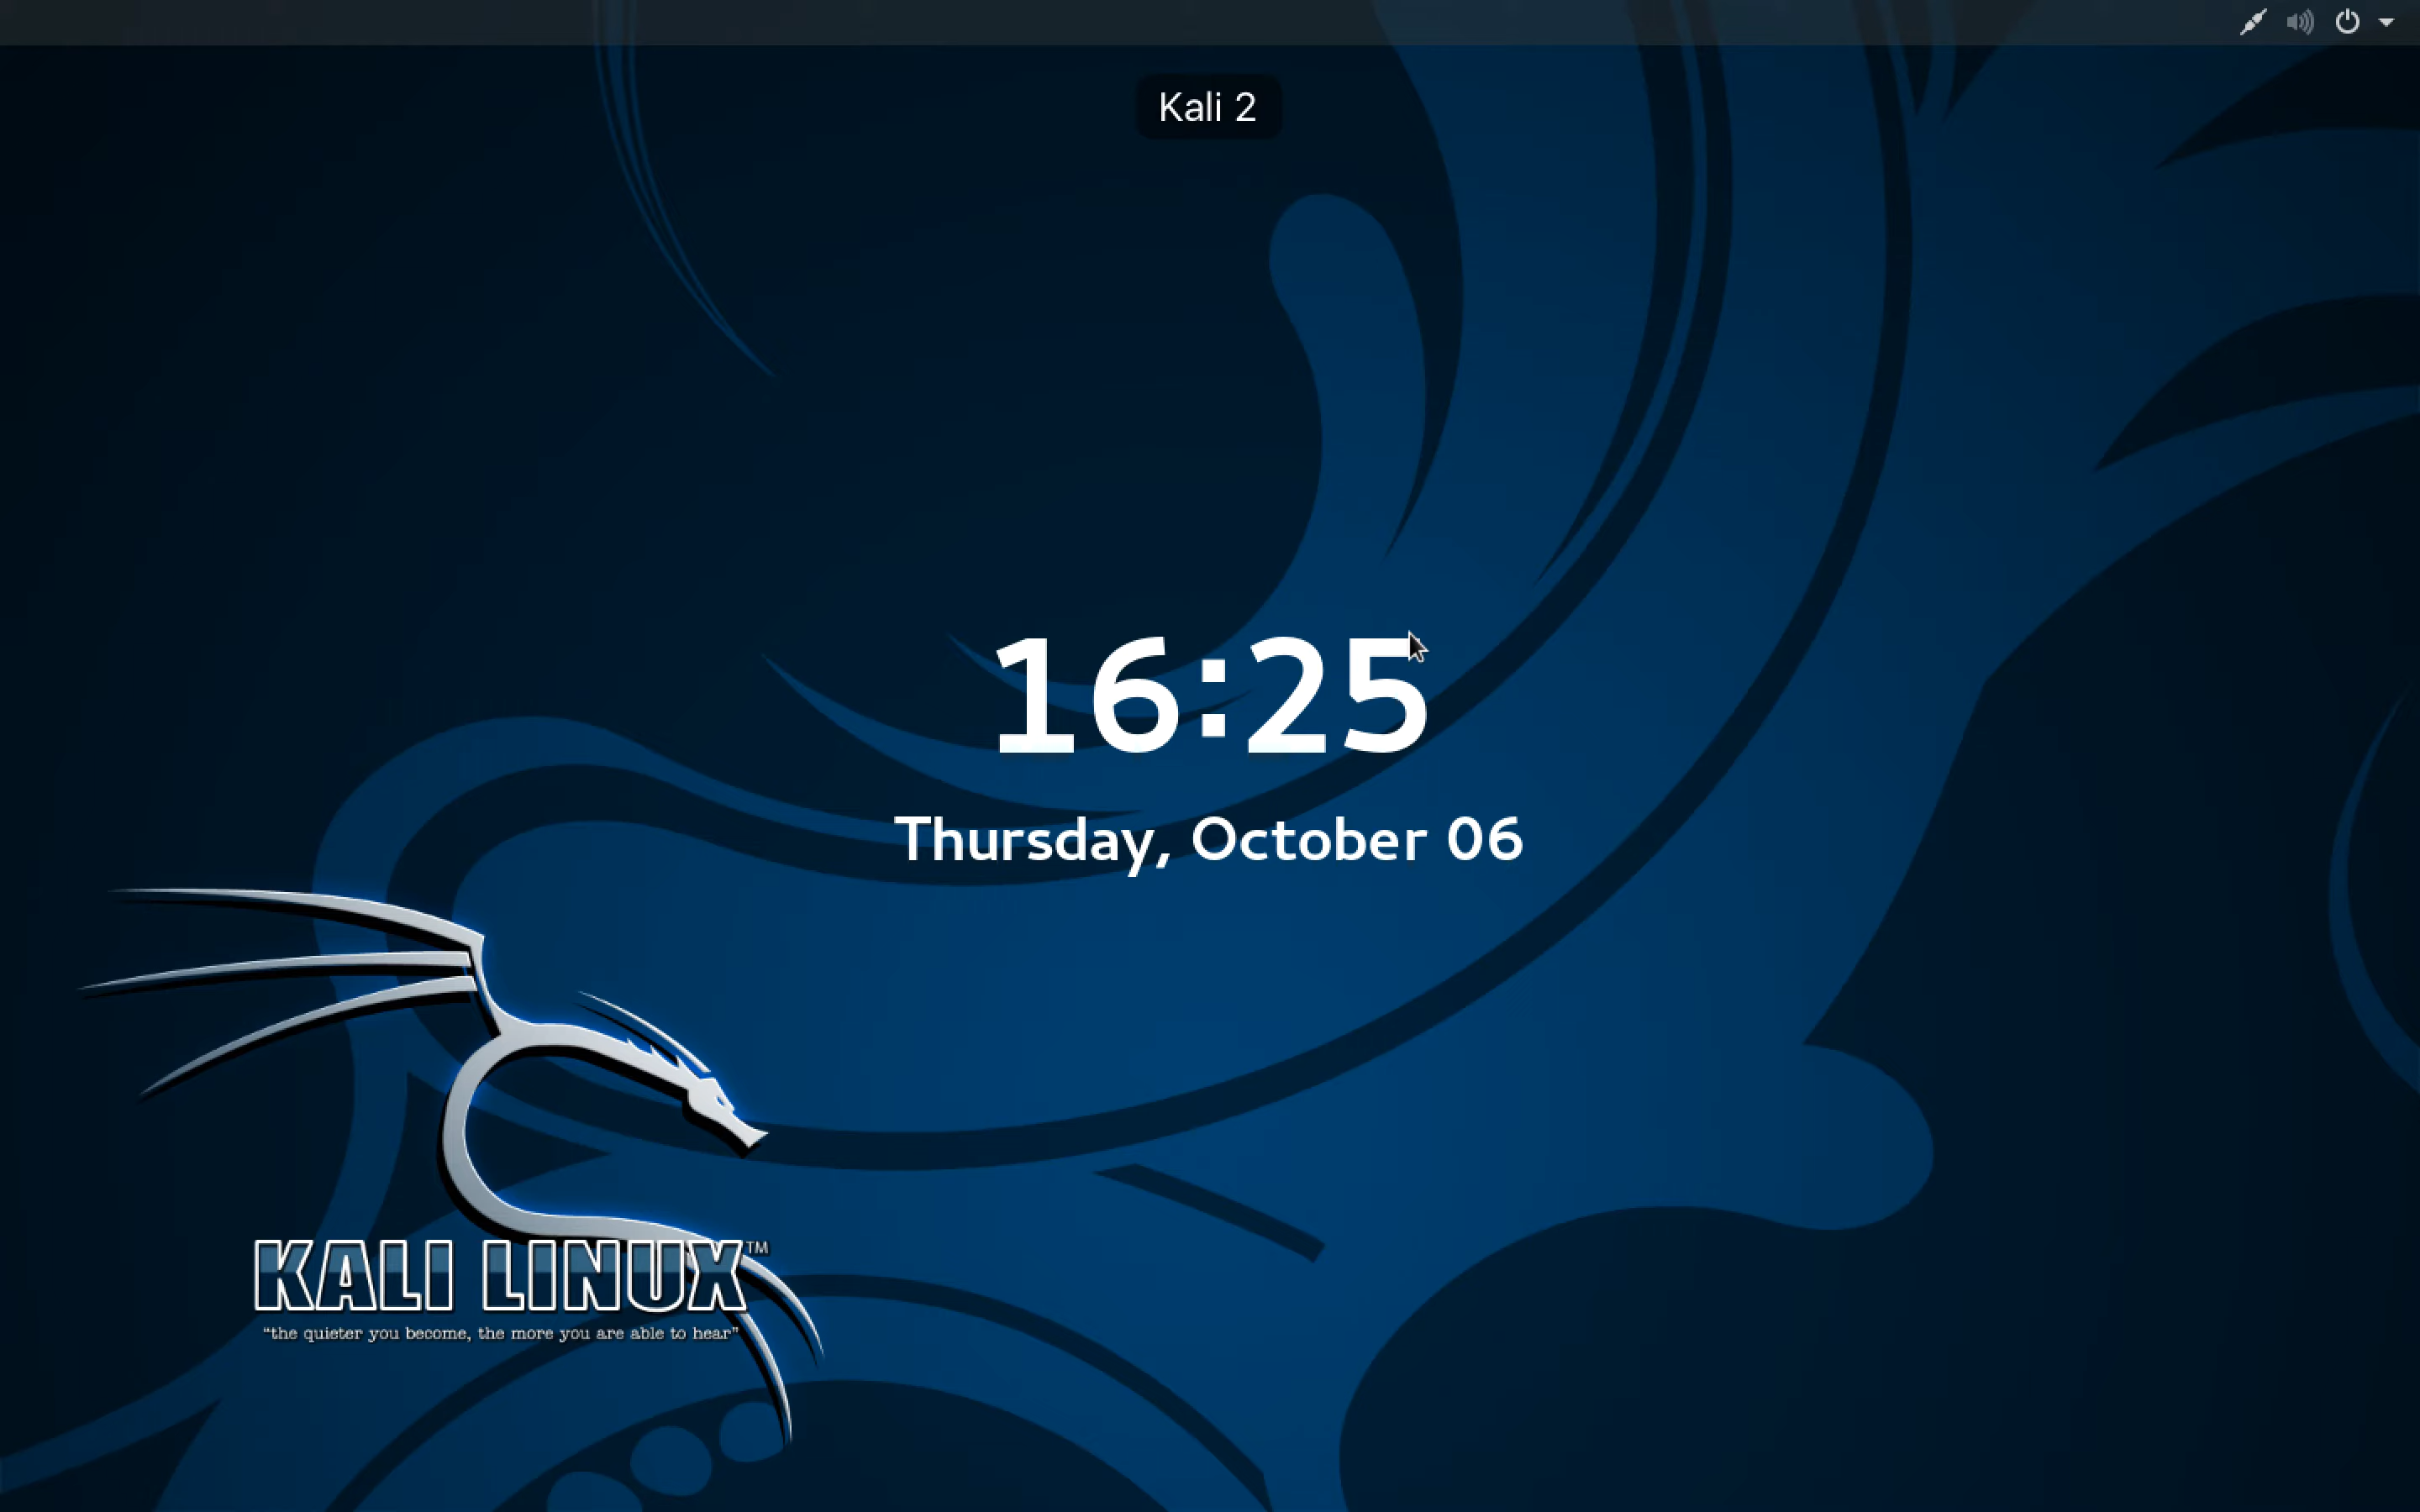 Kali 2
16:25
Thursday, October 06
KALI LINUX™
“the quieter you become, the more you are able to hear”